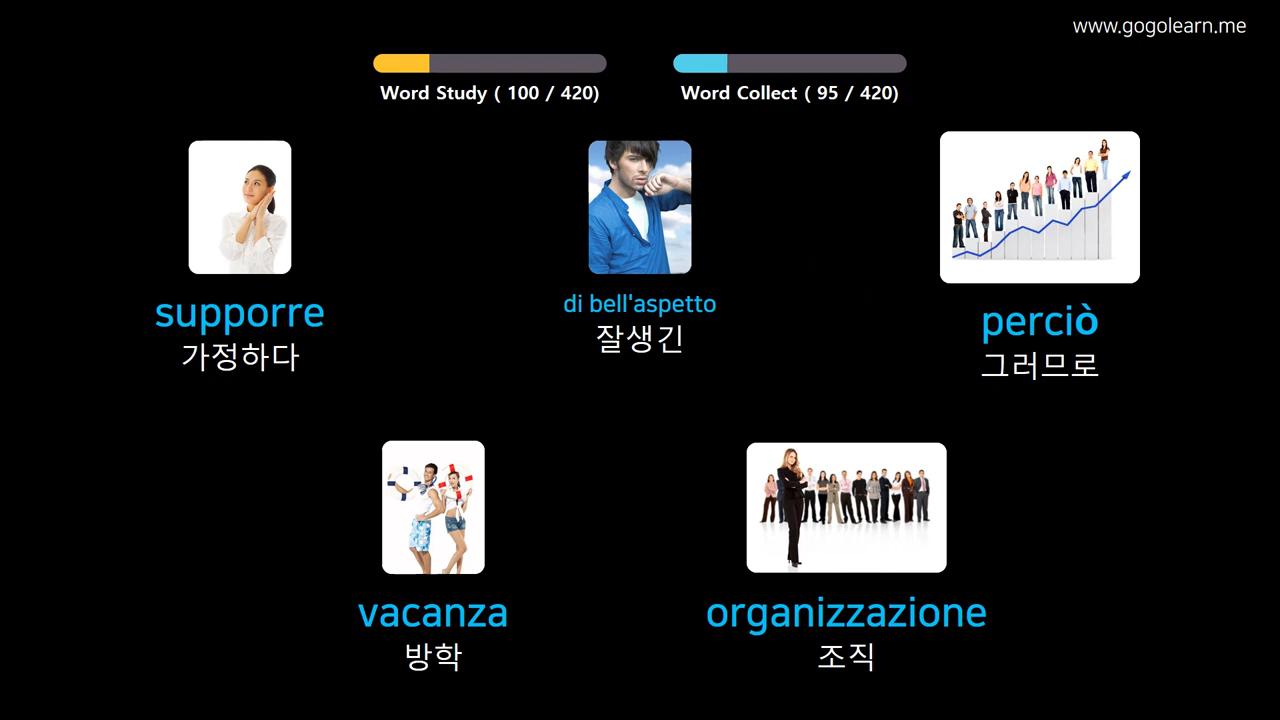 www.gogolearn.me
Word Study ( 100 / 420)
Word Collect ( 95 / 420)
supporre
가정하다
di bell'aspetto
잘생긴
perciò
그러므로
vacanza
방학
organizzazione
조직